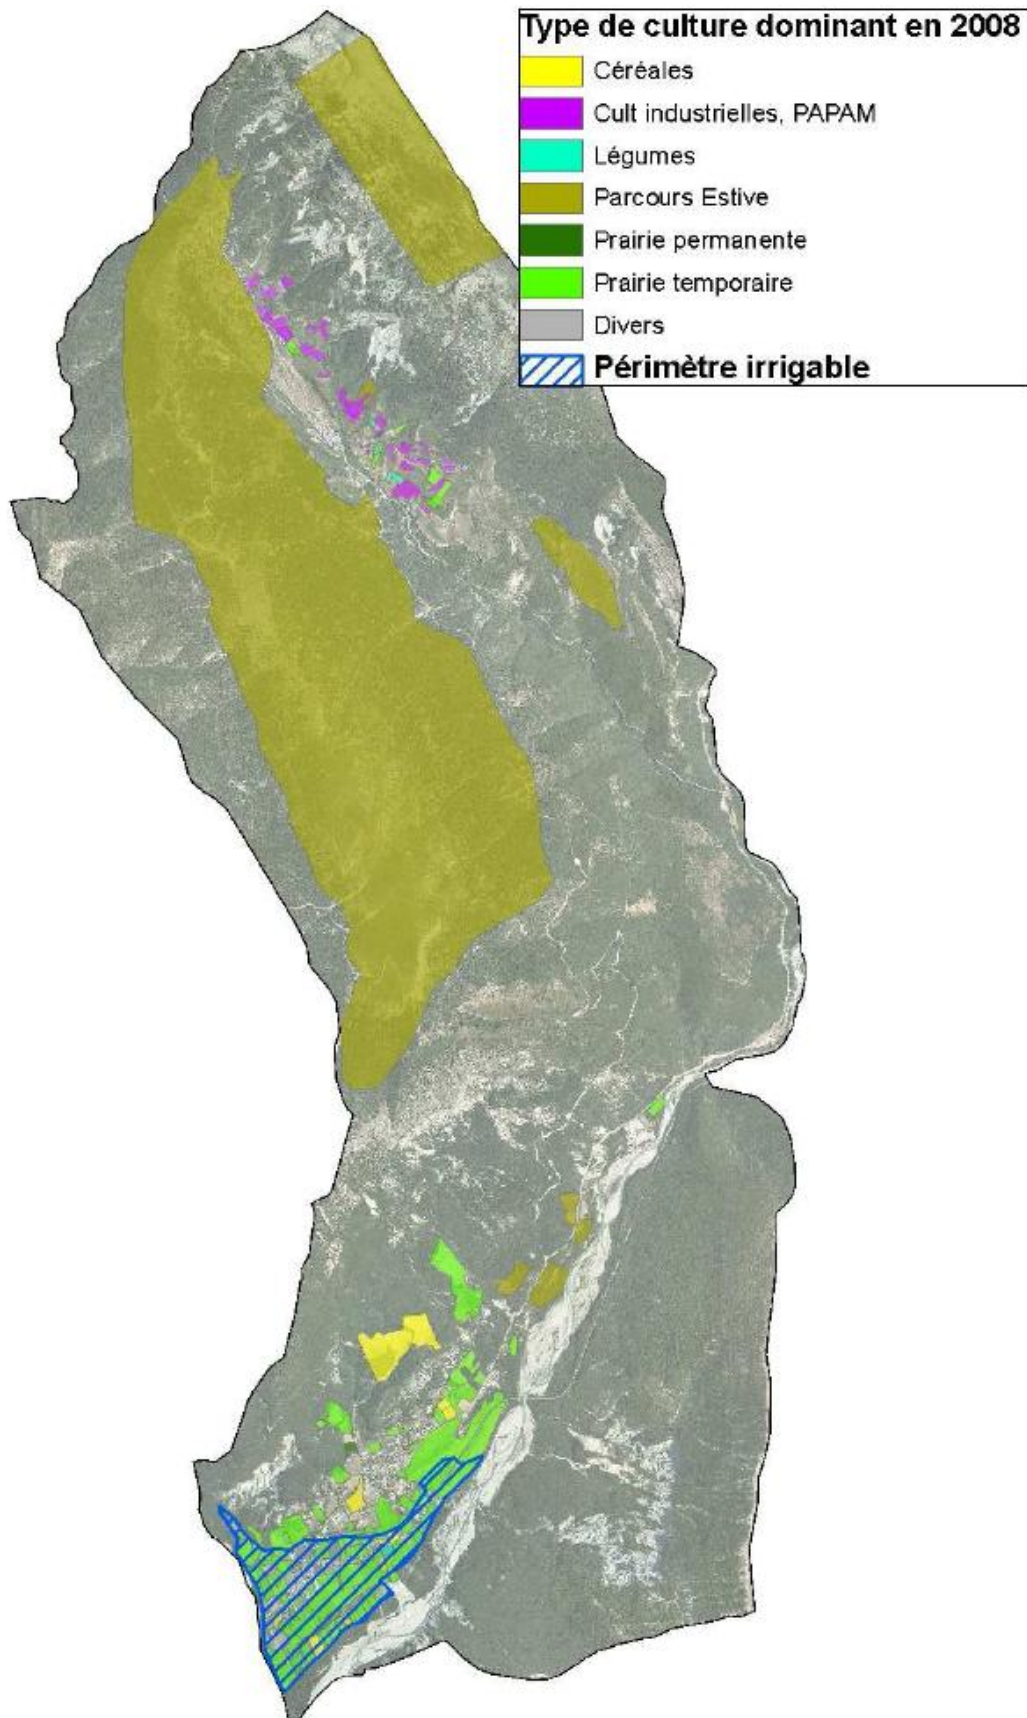 Type de culture dominant en 2008
Céréales
Cult industrielles, PAPAM
Légumes
Parcours Estive
Prairie permanente
Prairie temporaire
Divers
Périmètre irrigable